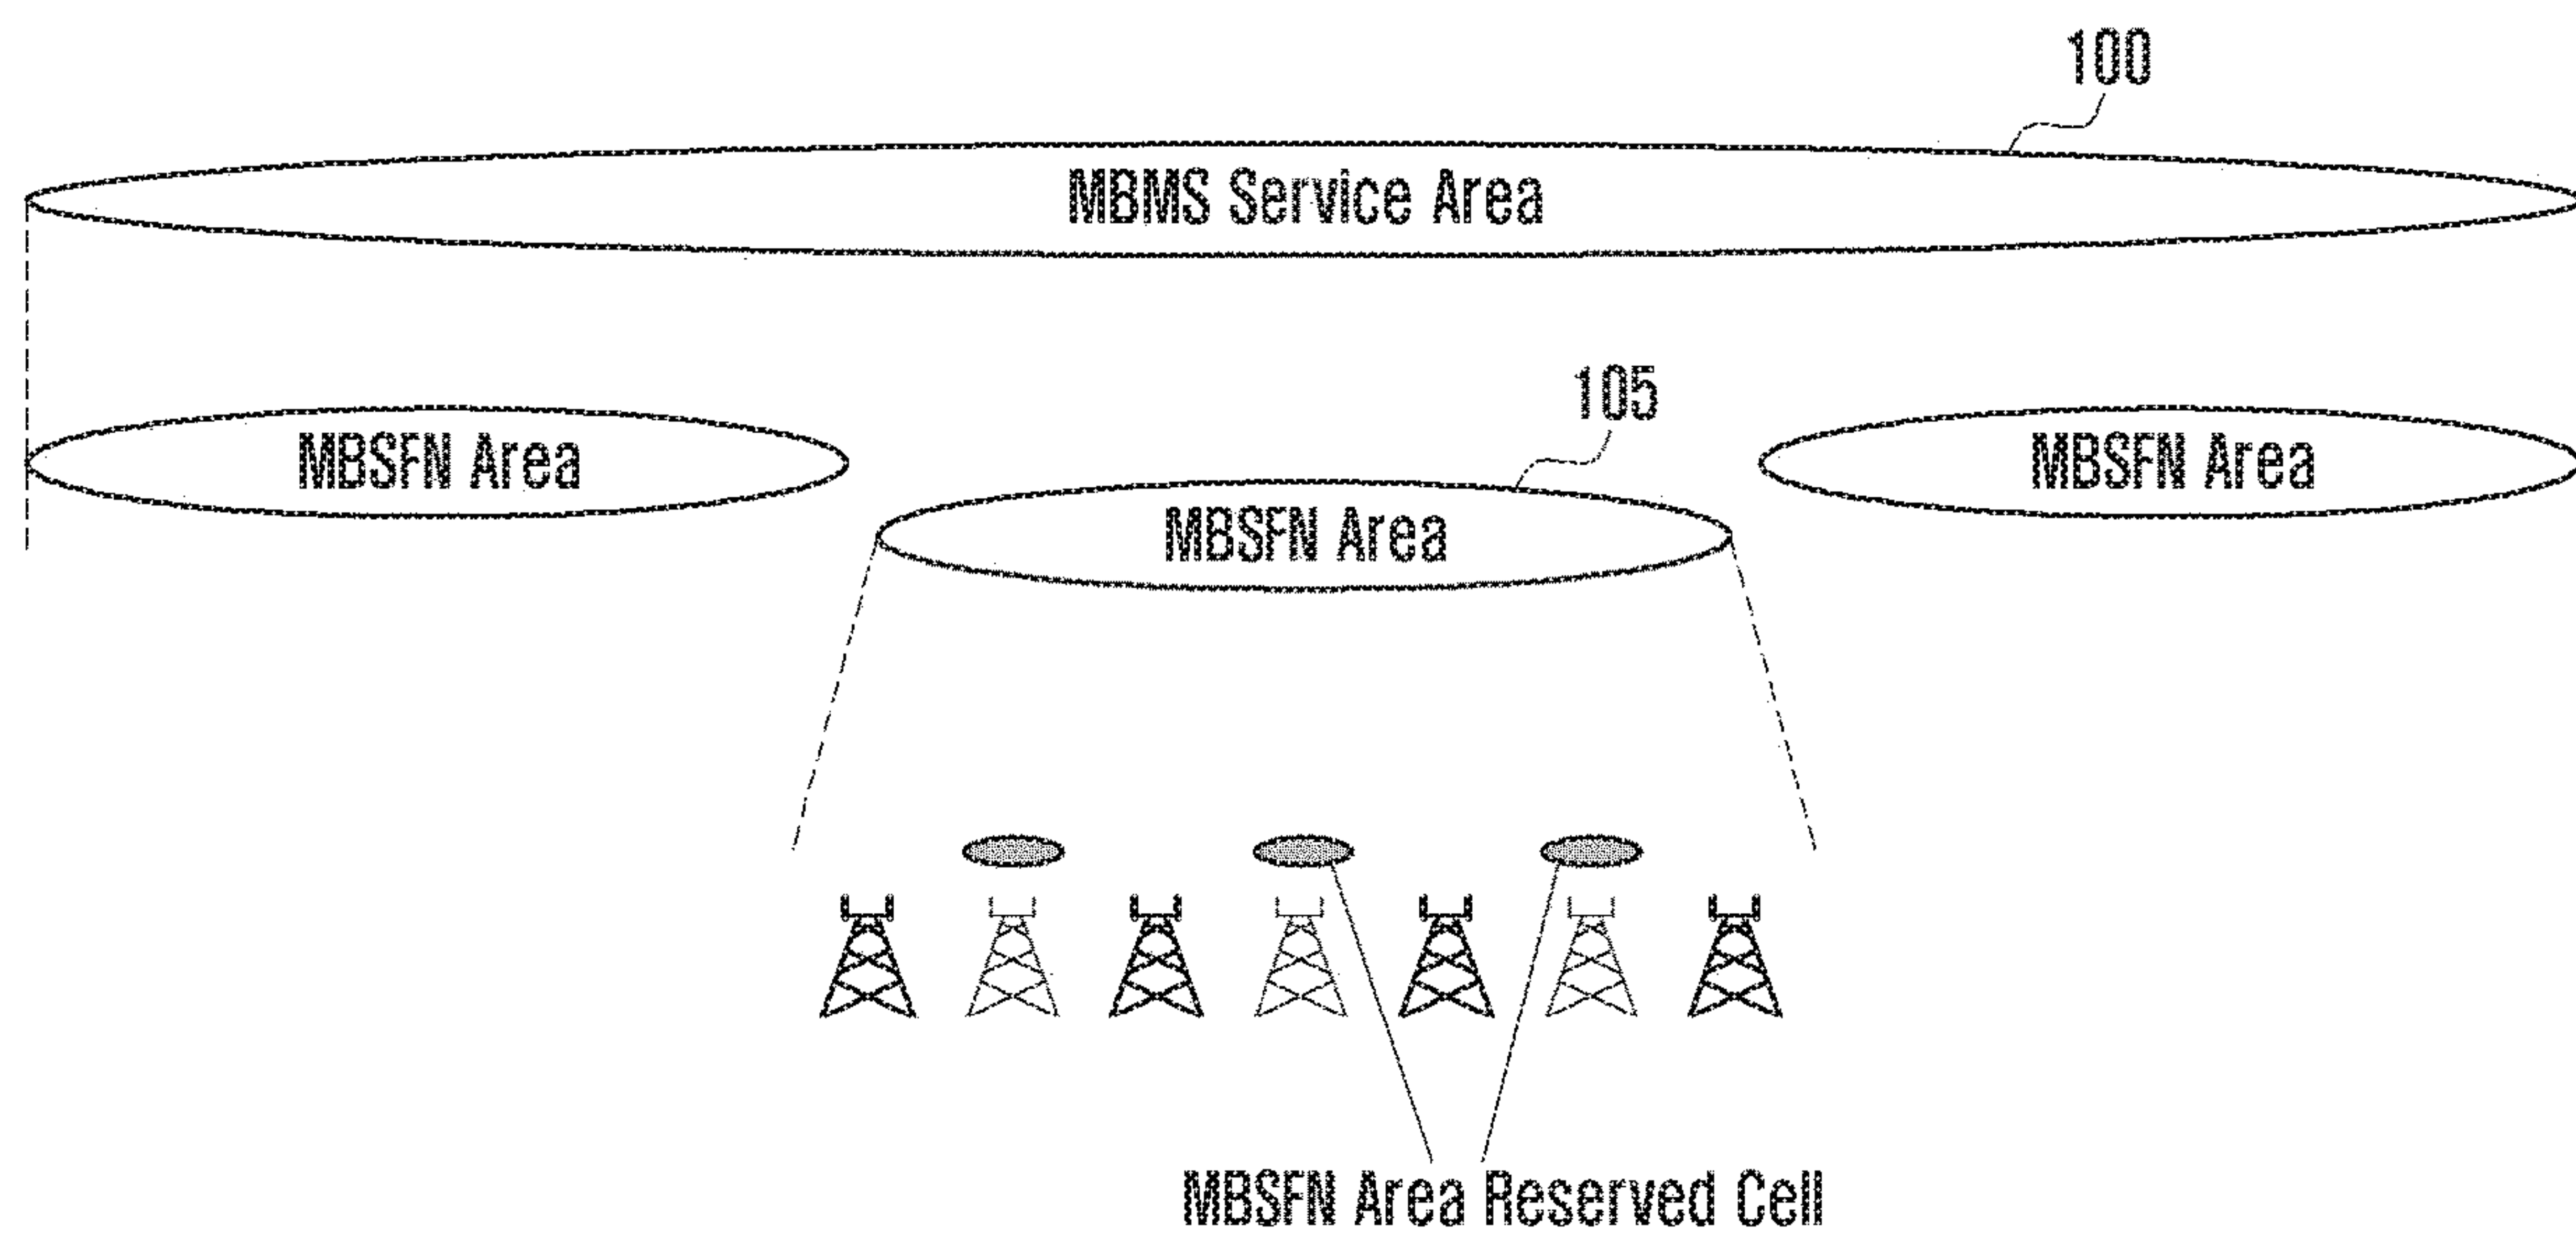 100
MBMS Service Area
105
MBSFN Area
MBSFN Area
MBSFN Area
MBSFN Area Reserved Cell